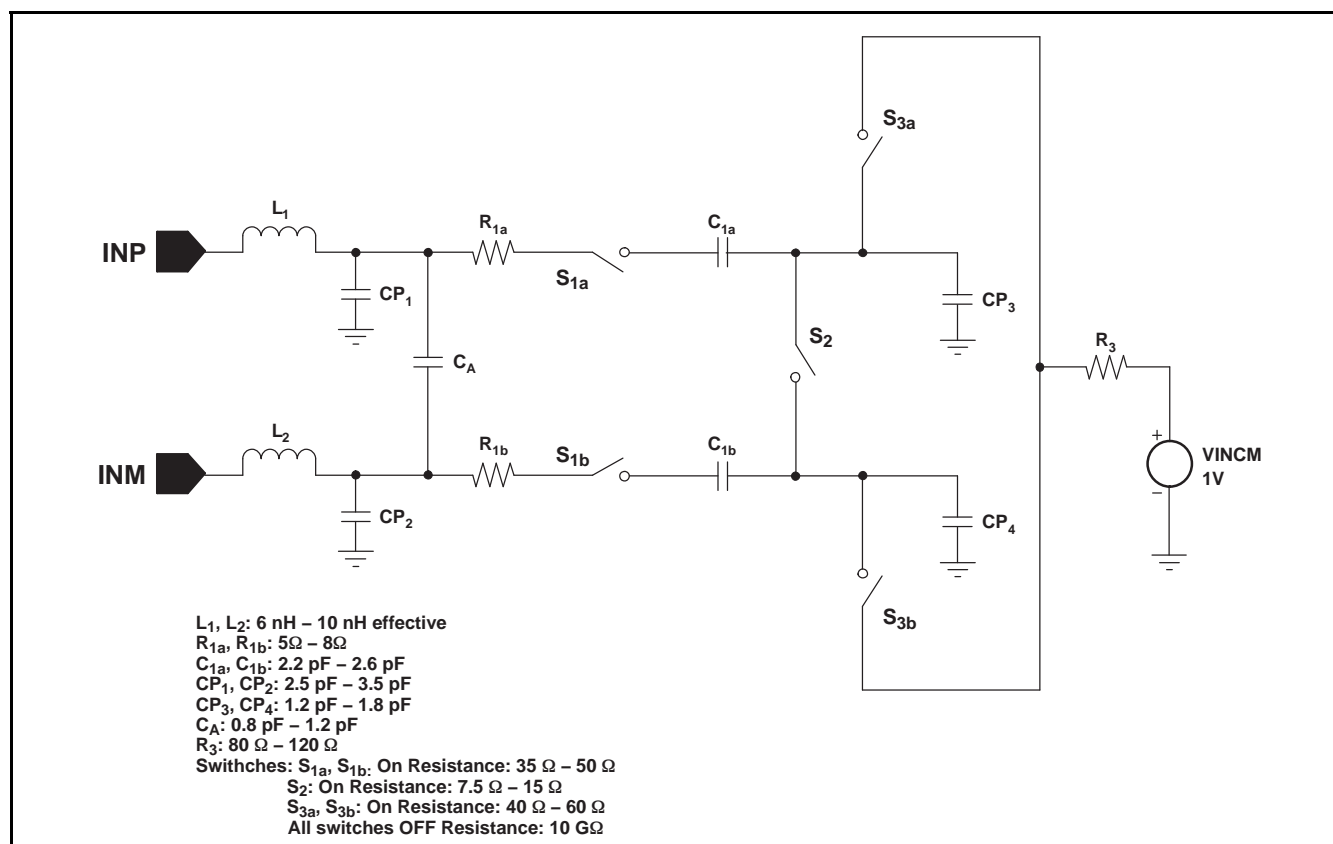 S3a
L1
R1a
C1a
INP
S1a
CP1
CP3
S2
R3
CA
L2
R1b
C1b
INM
S1b
+
VINCM
1V
−
CP2
CP4
S3b
L1, L2: 6 nH – 10 nH effective
R1a, R1b: 5Ω – 8Ω
C1a, C1b: 2.2 pF – 2.6 pF
CP1, CP2: 2.5 pF – 3.5 pF
CP3, CP4: 1.2 pF – 1.8 pF
CA: 0.8 pF – 1.2 pF
R3: 80 Ω – 120 Ω
Swithches: S1a, S1b: On Resistance: 35 Ω – 50 Ω
S2: On Resistance: 7.5 Ω – 15 Ω
S3a, S3b: On Resistance: 40 Ω – 60 Ω
All switches OFF Resistance: 10 GΩ